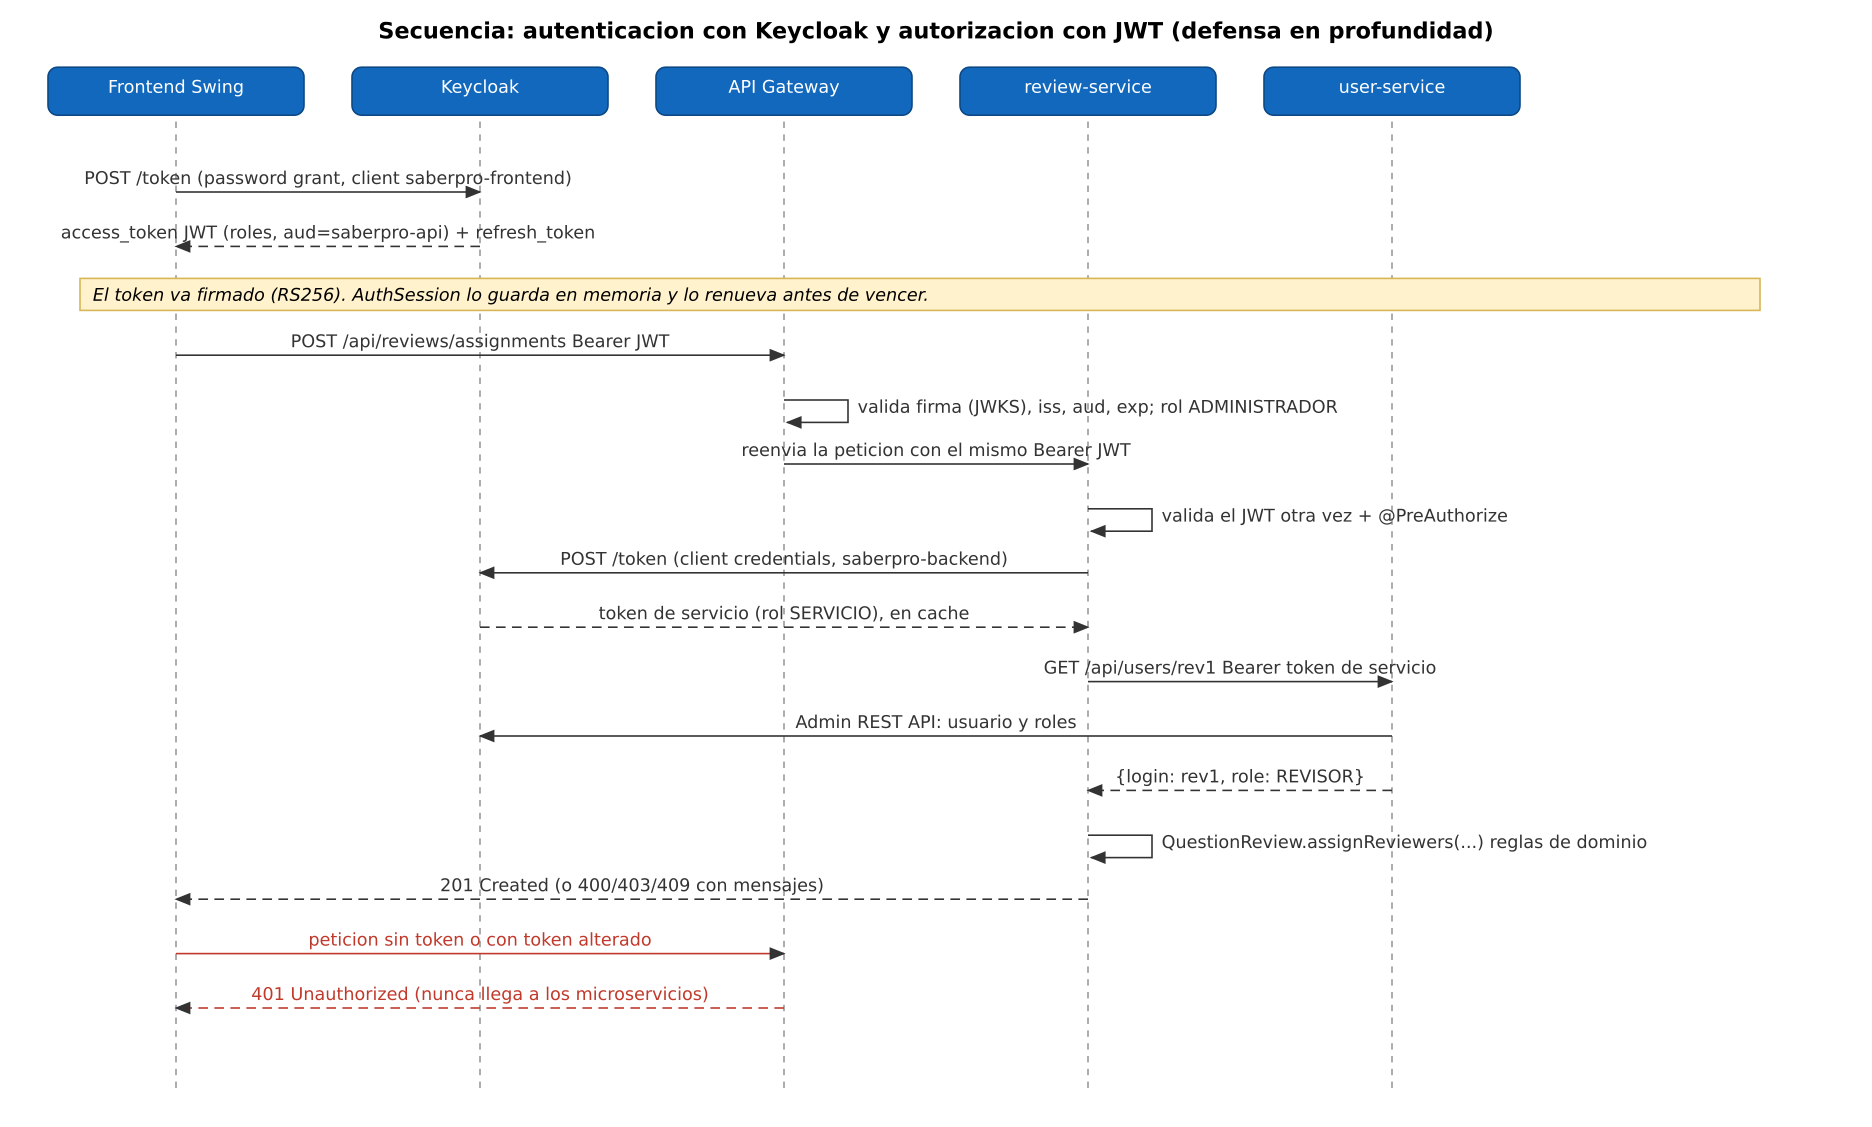 Secuencia: autenticacion con Keycloak y autorizacion con JWT (defensa en profundidad)
Frontend Swing
Keycloak
API Gateway
review-service
user-service
POST /token (password grant, client saberpro-frontend)
access_token JWT (roles, aud=saberpro-api) + refresh_token
El token va firmado (RS256). AuthSession lo guarda en memoria y lo renueva antes de vencer.
POST /api/reviews/assignments Bearer JWT
valida firma (JWKS), iss, aud, exp; rol ADMINISTRADOR
reenvia la peticion con el mismo Bearer JWT
valida el JWT otra vez + @PreAuthorize
POST /token (client credentials, saberpro-backend)
token de servicio (rol SERVICIO), en cache
GET /api/users/rev1 Bearer token de servicio
Admin REST API: usuario y roles
{login: rev1, role: REVISOR}
QuestionReview.assignReviewers(...) reglas de dominio
201 Created (o 400/403/409 con mensajes)
peticion sin token o con token alterado
401 Unauthorized (nunca llega a los microservicios)